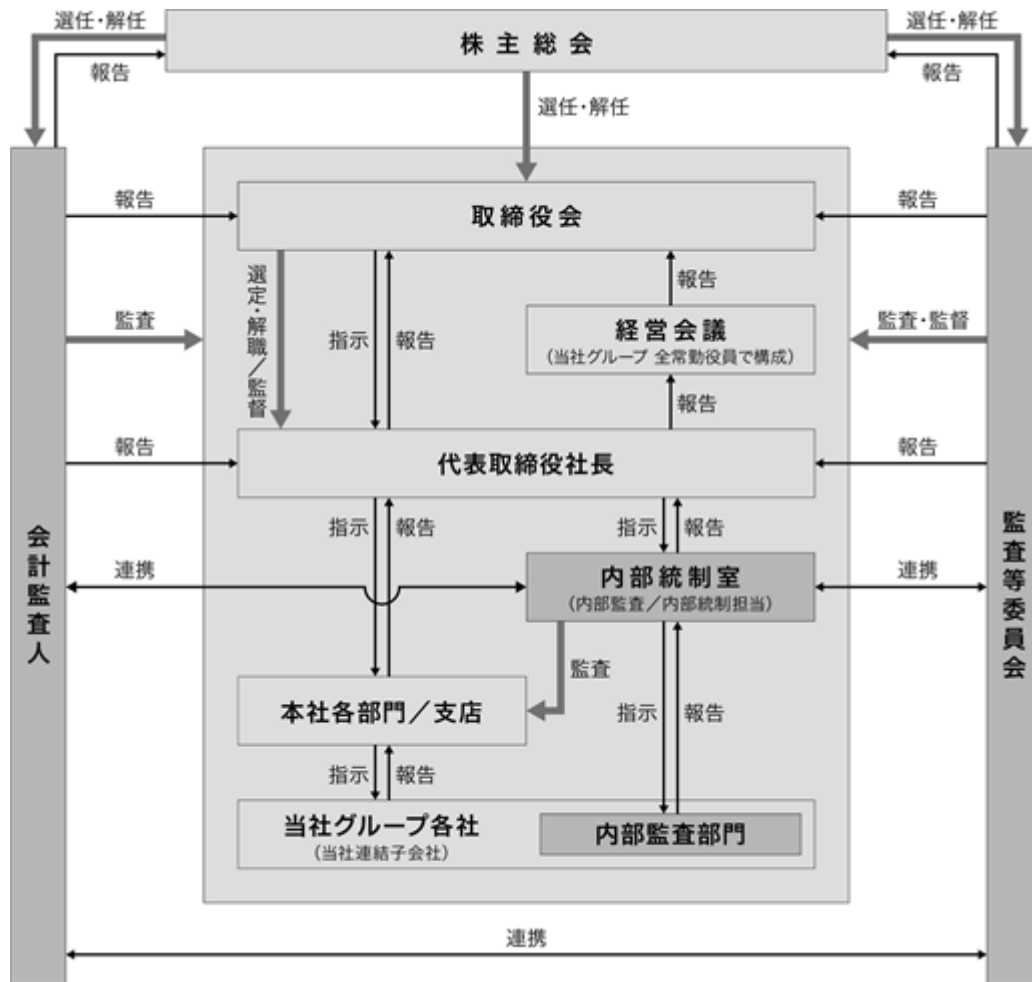 選任・解任
株主総会
選任・解任
報告
報告
選任・解任
報告
取締役会
報告
選定・解職／監督
報告
監査
指示
報告
経営会議
(当社グループ 全常勤役員で構成)
監査・監督
報告
報告
代表取締役社長
報告
指示
報告
指示
報告
会計監査人
連携
内部統制室
(内部監査／内部統制担当)
連携
監査等委員会
監査
本社各部門／支店
指示
報告
指示
報告
当社グループ各社
(当社連結子会社)
内部監査部門
連携